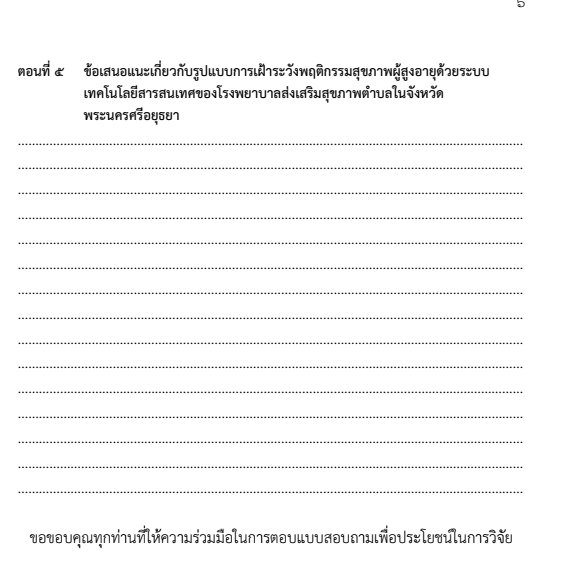 ๖
ตอนที่ ๕ ข้อเสนอแนะเกี่ยวกับรูปแบบการเฝ้าระวังพฤติกรรมสุขภาพผู้สูงอายุด้วยระบบ
เทคโนโลยีสารสนเทศของโรงพยาบาลส่งเสริมสุขภาพตำบลในจังหวัด
พระนครศรีอยุธยา
ขอขอบคุณทุกท่านที่ให้ความร่วมมือในการตอบแบบสอบถามเพื่อประโยชน์ในการวิจัย